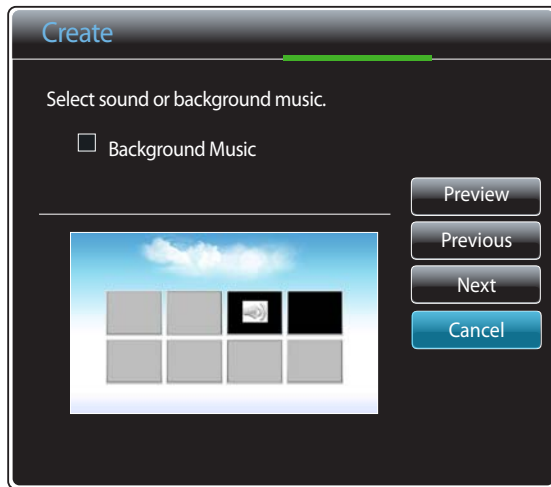 Create
Select sound or background music.
Background Music
Preview
Previous
Next
Cancel